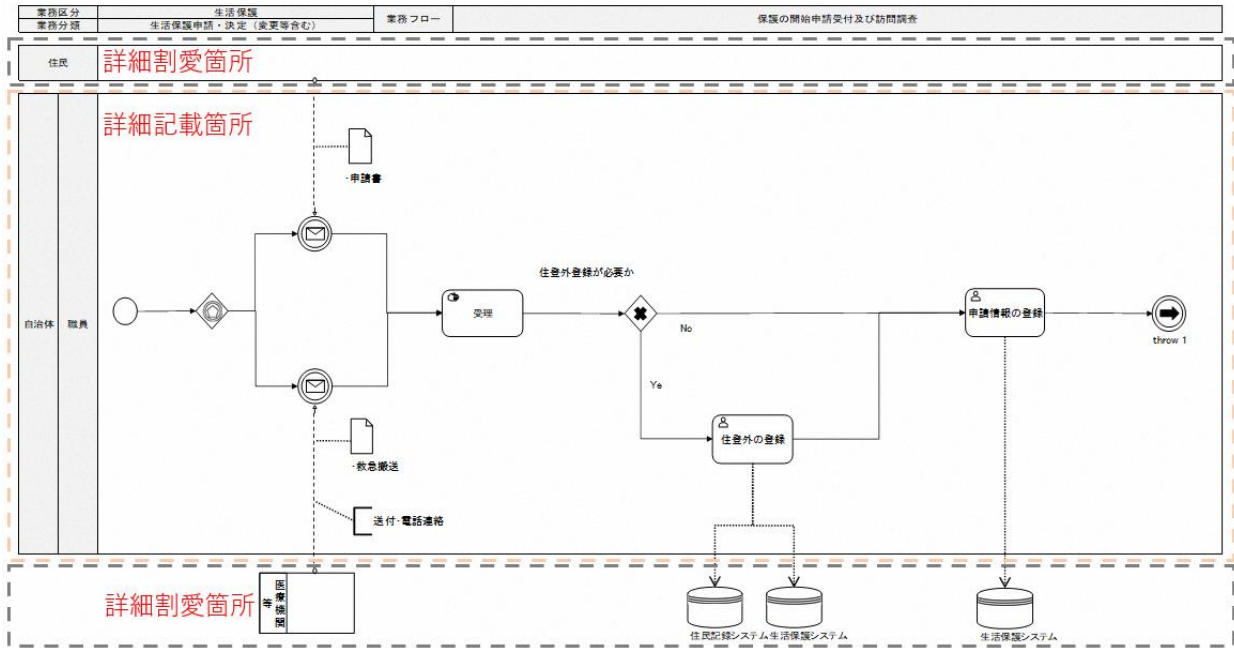 業務区分 生活保護 業務フロー 保護の開始申請受付及び訪問調査
業務分類 生活保護申請・決定（変更等含む）
住民
詳細割愛箇所
詳細記載箇所
・申請書
住登外登録が必要か
自治体 職員
受理
No
申請情報の登録
throw 1
Ye
住登外の登録
・救急搬送
送付・電話連絡
詳細割愛箇所
医療機関等
住民記録システム
生活保護システム
生活保護システム